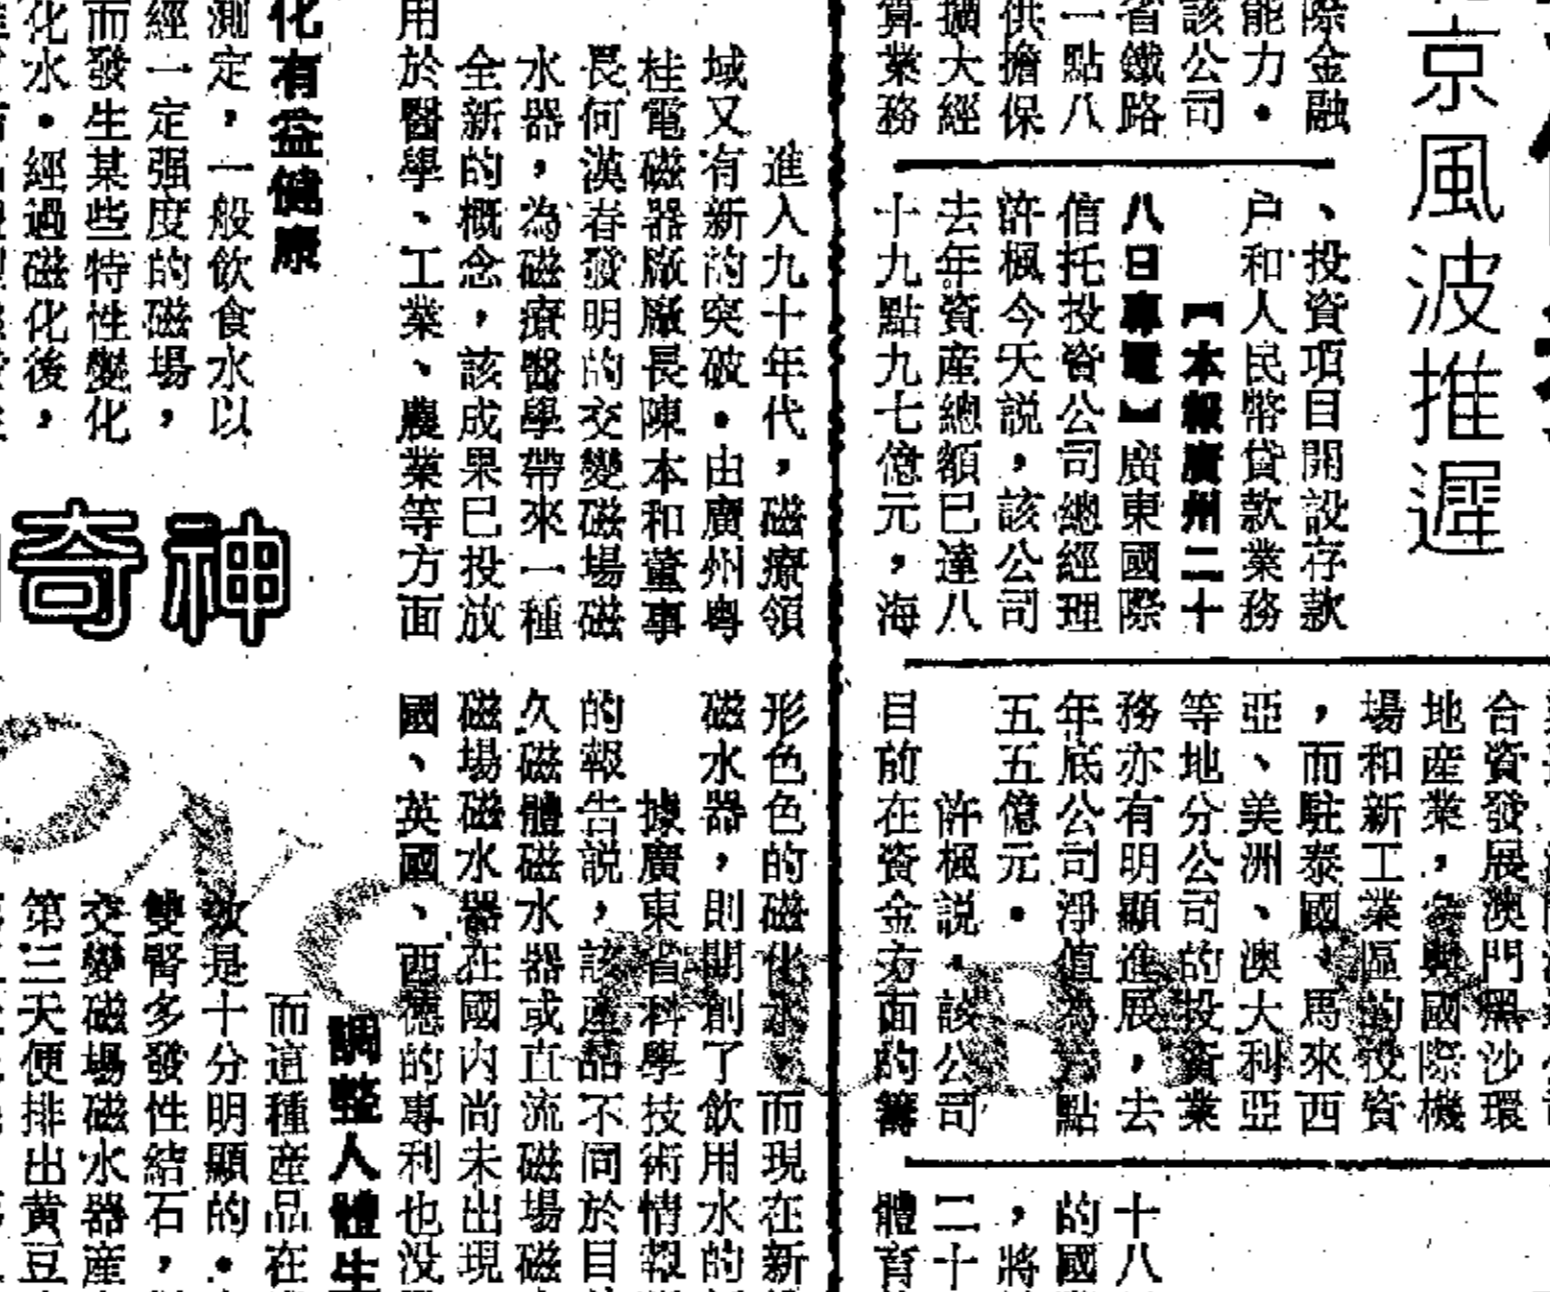 京風波推遲
際金融
能力。
該公司
省鐵路
一點八
供擔保
擴大經
算業務
、投資項目開設存款
户和人民幣貸款業務
【本報廣州二十
八日專電】廣東國際
信托投資公司總經理
許楓今天説，該公司
去年資産總額已達八
十九點九七億元，海
合資發展澳門黑沙環
地産業，參與國際機
場和新工業區的投資
，而駐泰國、馬來西
亞、美洲、澳大利亞
等地分公司的投資業
務亦有明顯進展，去
年底公司淨值為 點
五五億元。
許楓説，該公司
目前在資金方面的籌
十八
的國
，將
二十
體育
進入九十年代，磁療領
域又有新的突破。由廣州粵
桂電磁器廠廠長陳本和董事
長何漢春發明的交變磁場磁
水器，為磁療醫學帶來一種
全新的概念，該成果已投放
用於醫學、工業、農業等方面
形色色的磁化水，而現在新
磁水器，則開創了飲用水的
據廣東省科學技術情報
的報告説，該產品不同於目
久磁體磁水器或直流磁場磁
磁場磁水器在國内尚未出現
國、英國、西德的專利也没
化有益健康
測定，一般飲食水以
經一定强度的磁場，
而發生某些特性變化
化水。經過磁化後，
神奇
調整人體生
而這種産品在
效是十分明顯的。
雙腎多發性結石，
交變磁場磁水器産
第三天便排出黄豆